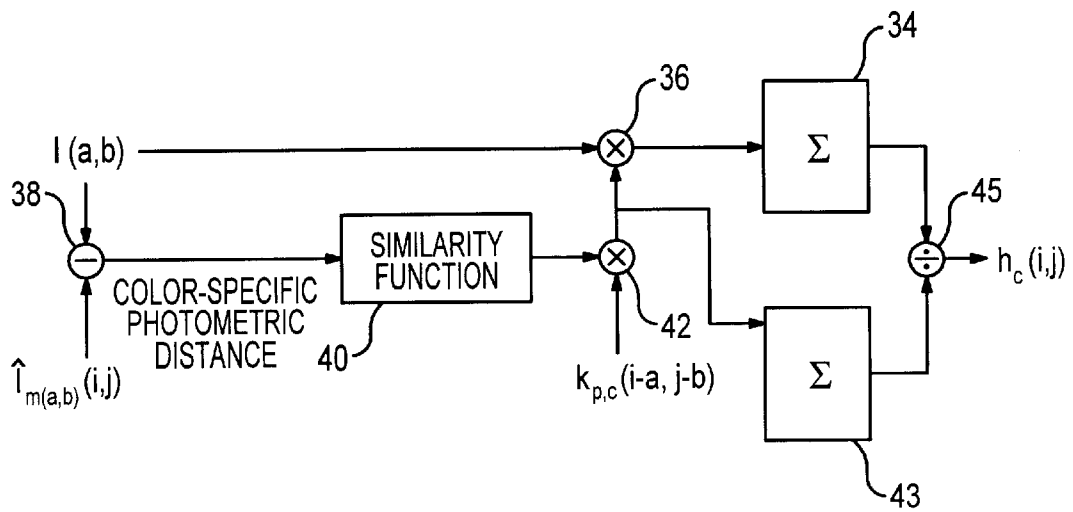 34
36
I (a,b)
×
Σ
38
45
−
SIMILARITY
FUNCTION
×
÷
h_c (i,j)
COLOR-SPECIFIC
PHOTOMETRIC
DISTANCE
40
42
Î_m(a,b) (i,j)
k_p,c (i-a, j-b)
Σ
43